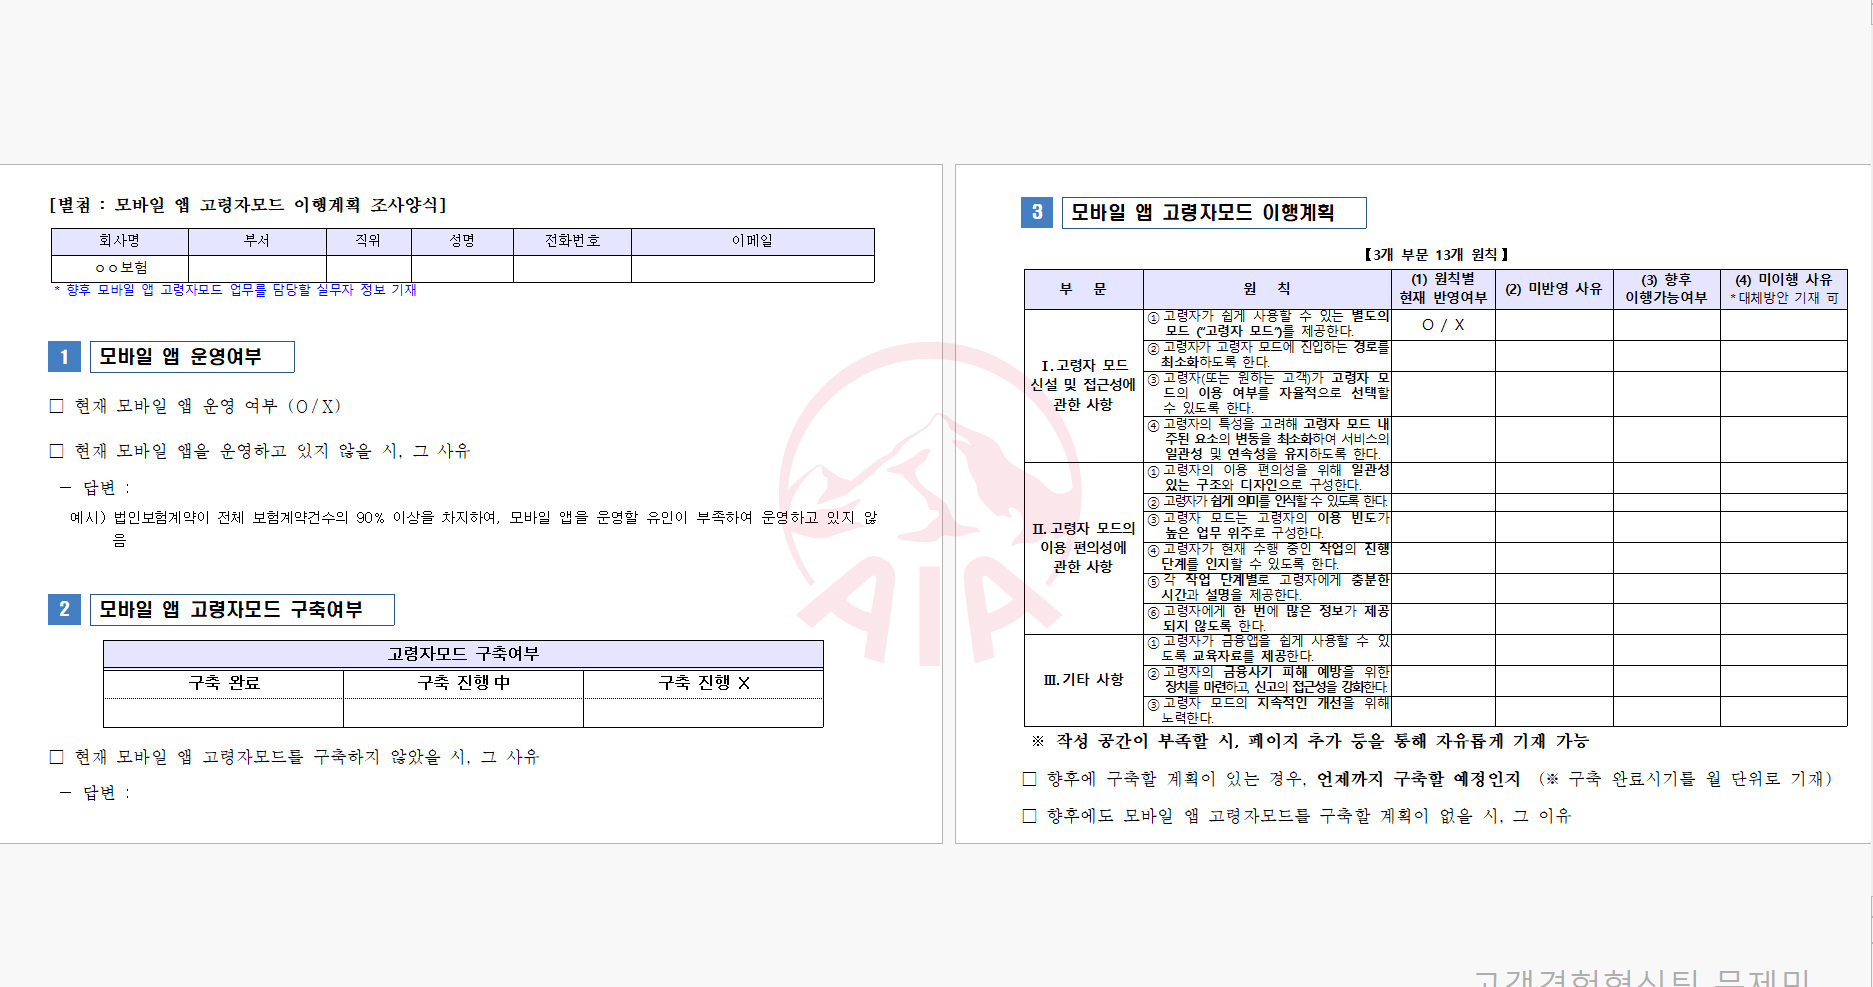 [별첨 : 모바일 앱 고령자모드 이행계획 조사양식]
회사명 부서 직위 성명 전화번호 이메일
ㅇㅇ보험
* 향후 모바일 앱 고령자모드 업무를 담당할 실무자 정보 기재
1 모바일 앱 운영여부
□ 현재 모바일 앱 운영 여부 (O/X)
□ 현재 모바일 앱을 운영하고 있지 않을 시, 그 사유
- 답변 :
예시) 법인보험계약이 전체 보험계약건수의 90% 이상을 차지하여, 모바일 앱을 운영할 유인이 부족하여 운영하고 있지 않
음
2 모바일 앱 고령자모드 구축여부
고령자모드 구축여부
구축 완료 구축 진행 中 구축 진행 X
□ 현재 모바일 앱 고령자모드를 구축하지 않았을 시, 그 사유
- 답변 :
AIA
3 모바일 앱 고령자모드 이행계획
【3개 부문 13개 원칙】
부 문 원 칙 (1) 원칙별 현재 반영여부 (2) 미반영 사유 (3) 향후 이행가능여부 (4) 미이행 사유 *대체방안 기재 可
Ⅰ.고령자 모드
신설 및 접근성에
관한 사항
① 고령자가 쉽게 사용할 수 있는 별도의
모드 (“고령자 모드”)를 제공한다.
O / X
② 고령자가 고령자 모드에 진입하는 경로를
최소화하도록 한다.
③ 고령자(또는 원하는 고객)가 고령자 모
드의 이용 여부를 자율적으로 선택할
수 있도록 한다.
④ 고령자의 특성을 고려해 고령자 모드 내
주된 요소의 변동을 최소화하여 서비스의
일관성 및 연속성을 유지하도록 한다.
Ⅱ.고령자 모드의
이용 편의성에
관한 사항
① 고령자의 이용 편의성을 위해 일관성
있는 구조와 디자인으로 구성한다.
② 고령자가 쉽게 의미를 인식할 수 있도록 한다.
③ 고령자 모드는 고령자의 이용 빈도가
높은 업무 위주로 구성한다.
④ 고령자가 현재 수행 중인 작업의 진행
단계를 인지할 수 있도록 한다.
⑤ 각 작업 단계별로 고령자에게 충분한
시간과 설명을 제공한다.
⑥ 고령자에게 한 번에 많은 정보가 제공
되지 않도록 한다.
Ⅲ.기타 사항
① 고령자가 금융앱을 쉽게 사용할 수 있
도록 교육자료를 제공한다.
② 고령자의 금융사기 피해 예방을 위한
장치를 마련하고, 신고의 접근성을 강화한다.
③ 고령자 모드의 지속적인 개선을 위해
노력한다.
※ 작성 공간이 부족할 시, 페이지 추가 등을 통해 자유롭게 기재 가능
□ 향후에 구축할 계획이 있는 경우, 언제까지 구축할 예정인지 (※ 구축 완료시기를 월 단위로 기재)
□ 향후에도 모바일 앱 고령자모드를 구축할 계획이 없을 시, 그 이유
고객경험혁신팀 문제민